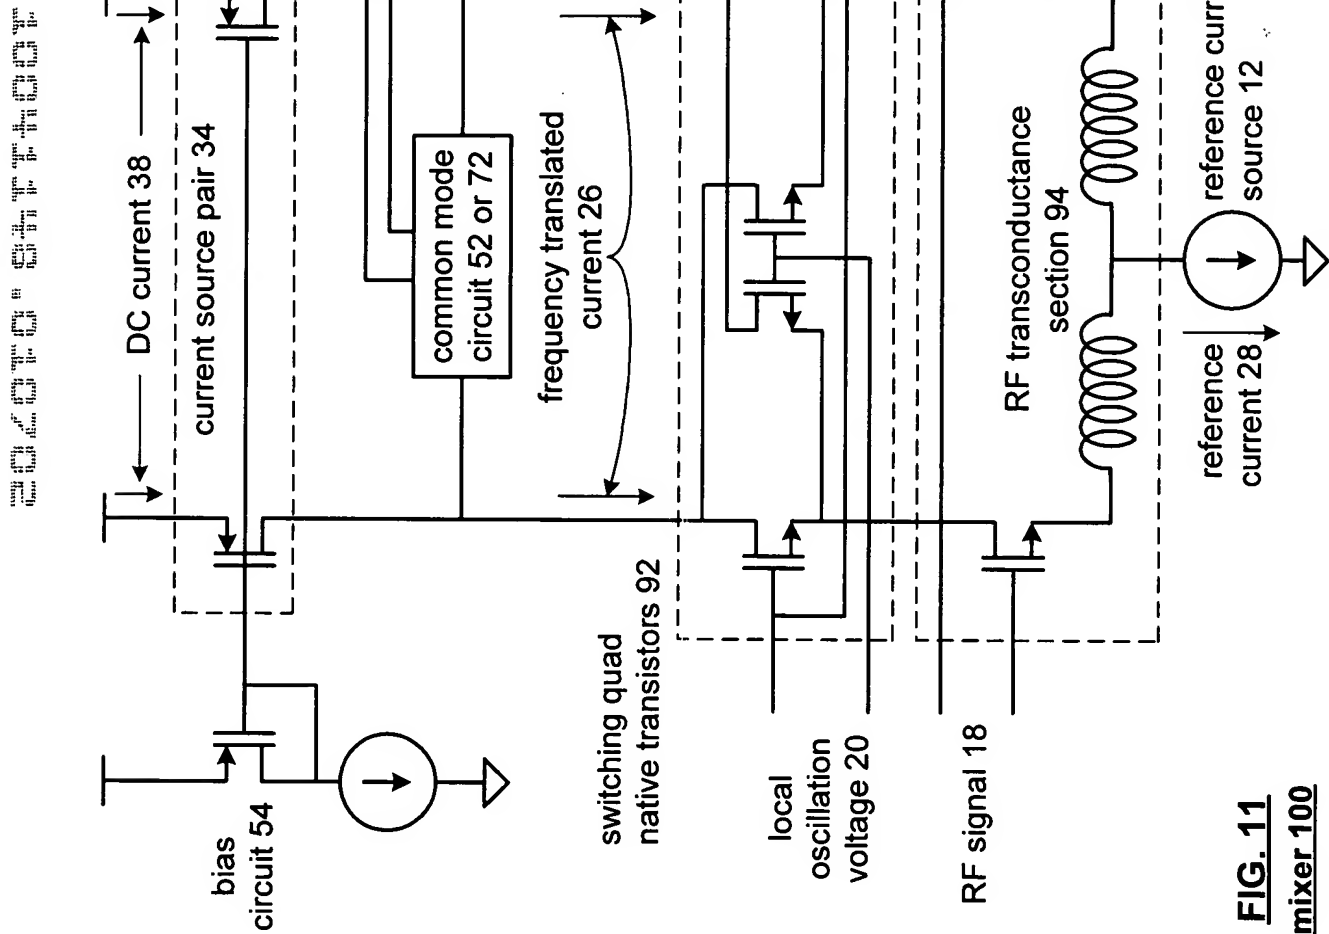 10041149.010702
DC current 38
current source pair 34
bias
circuit 54
common mode
circuit 52 or 72
frequency translated
current 26
switching quad
native transistors 92
local
oscillation
voltage 20
RF signal 18
RF transconductance
section 94
reference
current 28
reference curr
source 12
FIG. 11
mixer 100